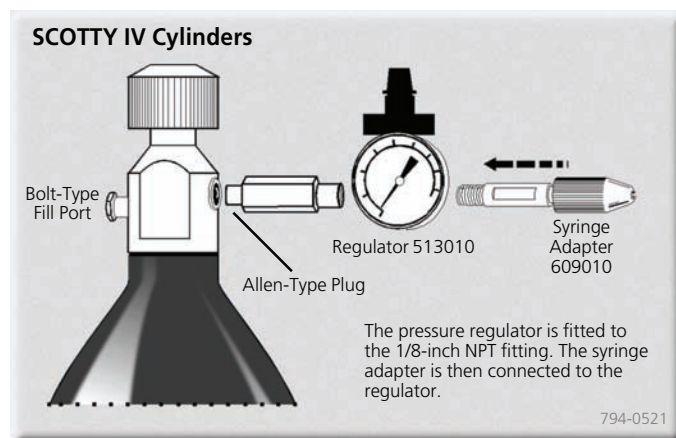 SCOTTY IV Cylinders
Bolt-Type
Fill Port
Allen-Type Plug
Regulator 513010
Syringe
Adapter
609010
The pressure regulator is fitted to
the 1/8-inch NPT fitting. The syringe
adapter is then connected to the
regulator.
794-0521